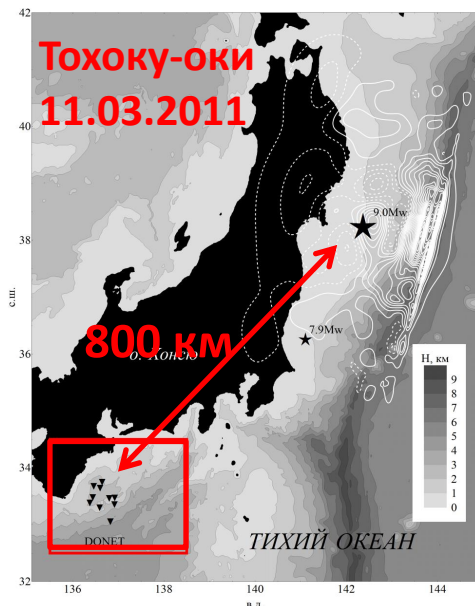 42
Тохоку-оки
11.03.2011
40
9.0Mw
38
с.ш.
7.9Mw
800 км
о. Хонсю
36
Н, км
9
8
7
6
5
4
3
2
1
0
34
DONET
ТИХИЙ ОКЕАН
32
136
138
140
142
144
в.д.